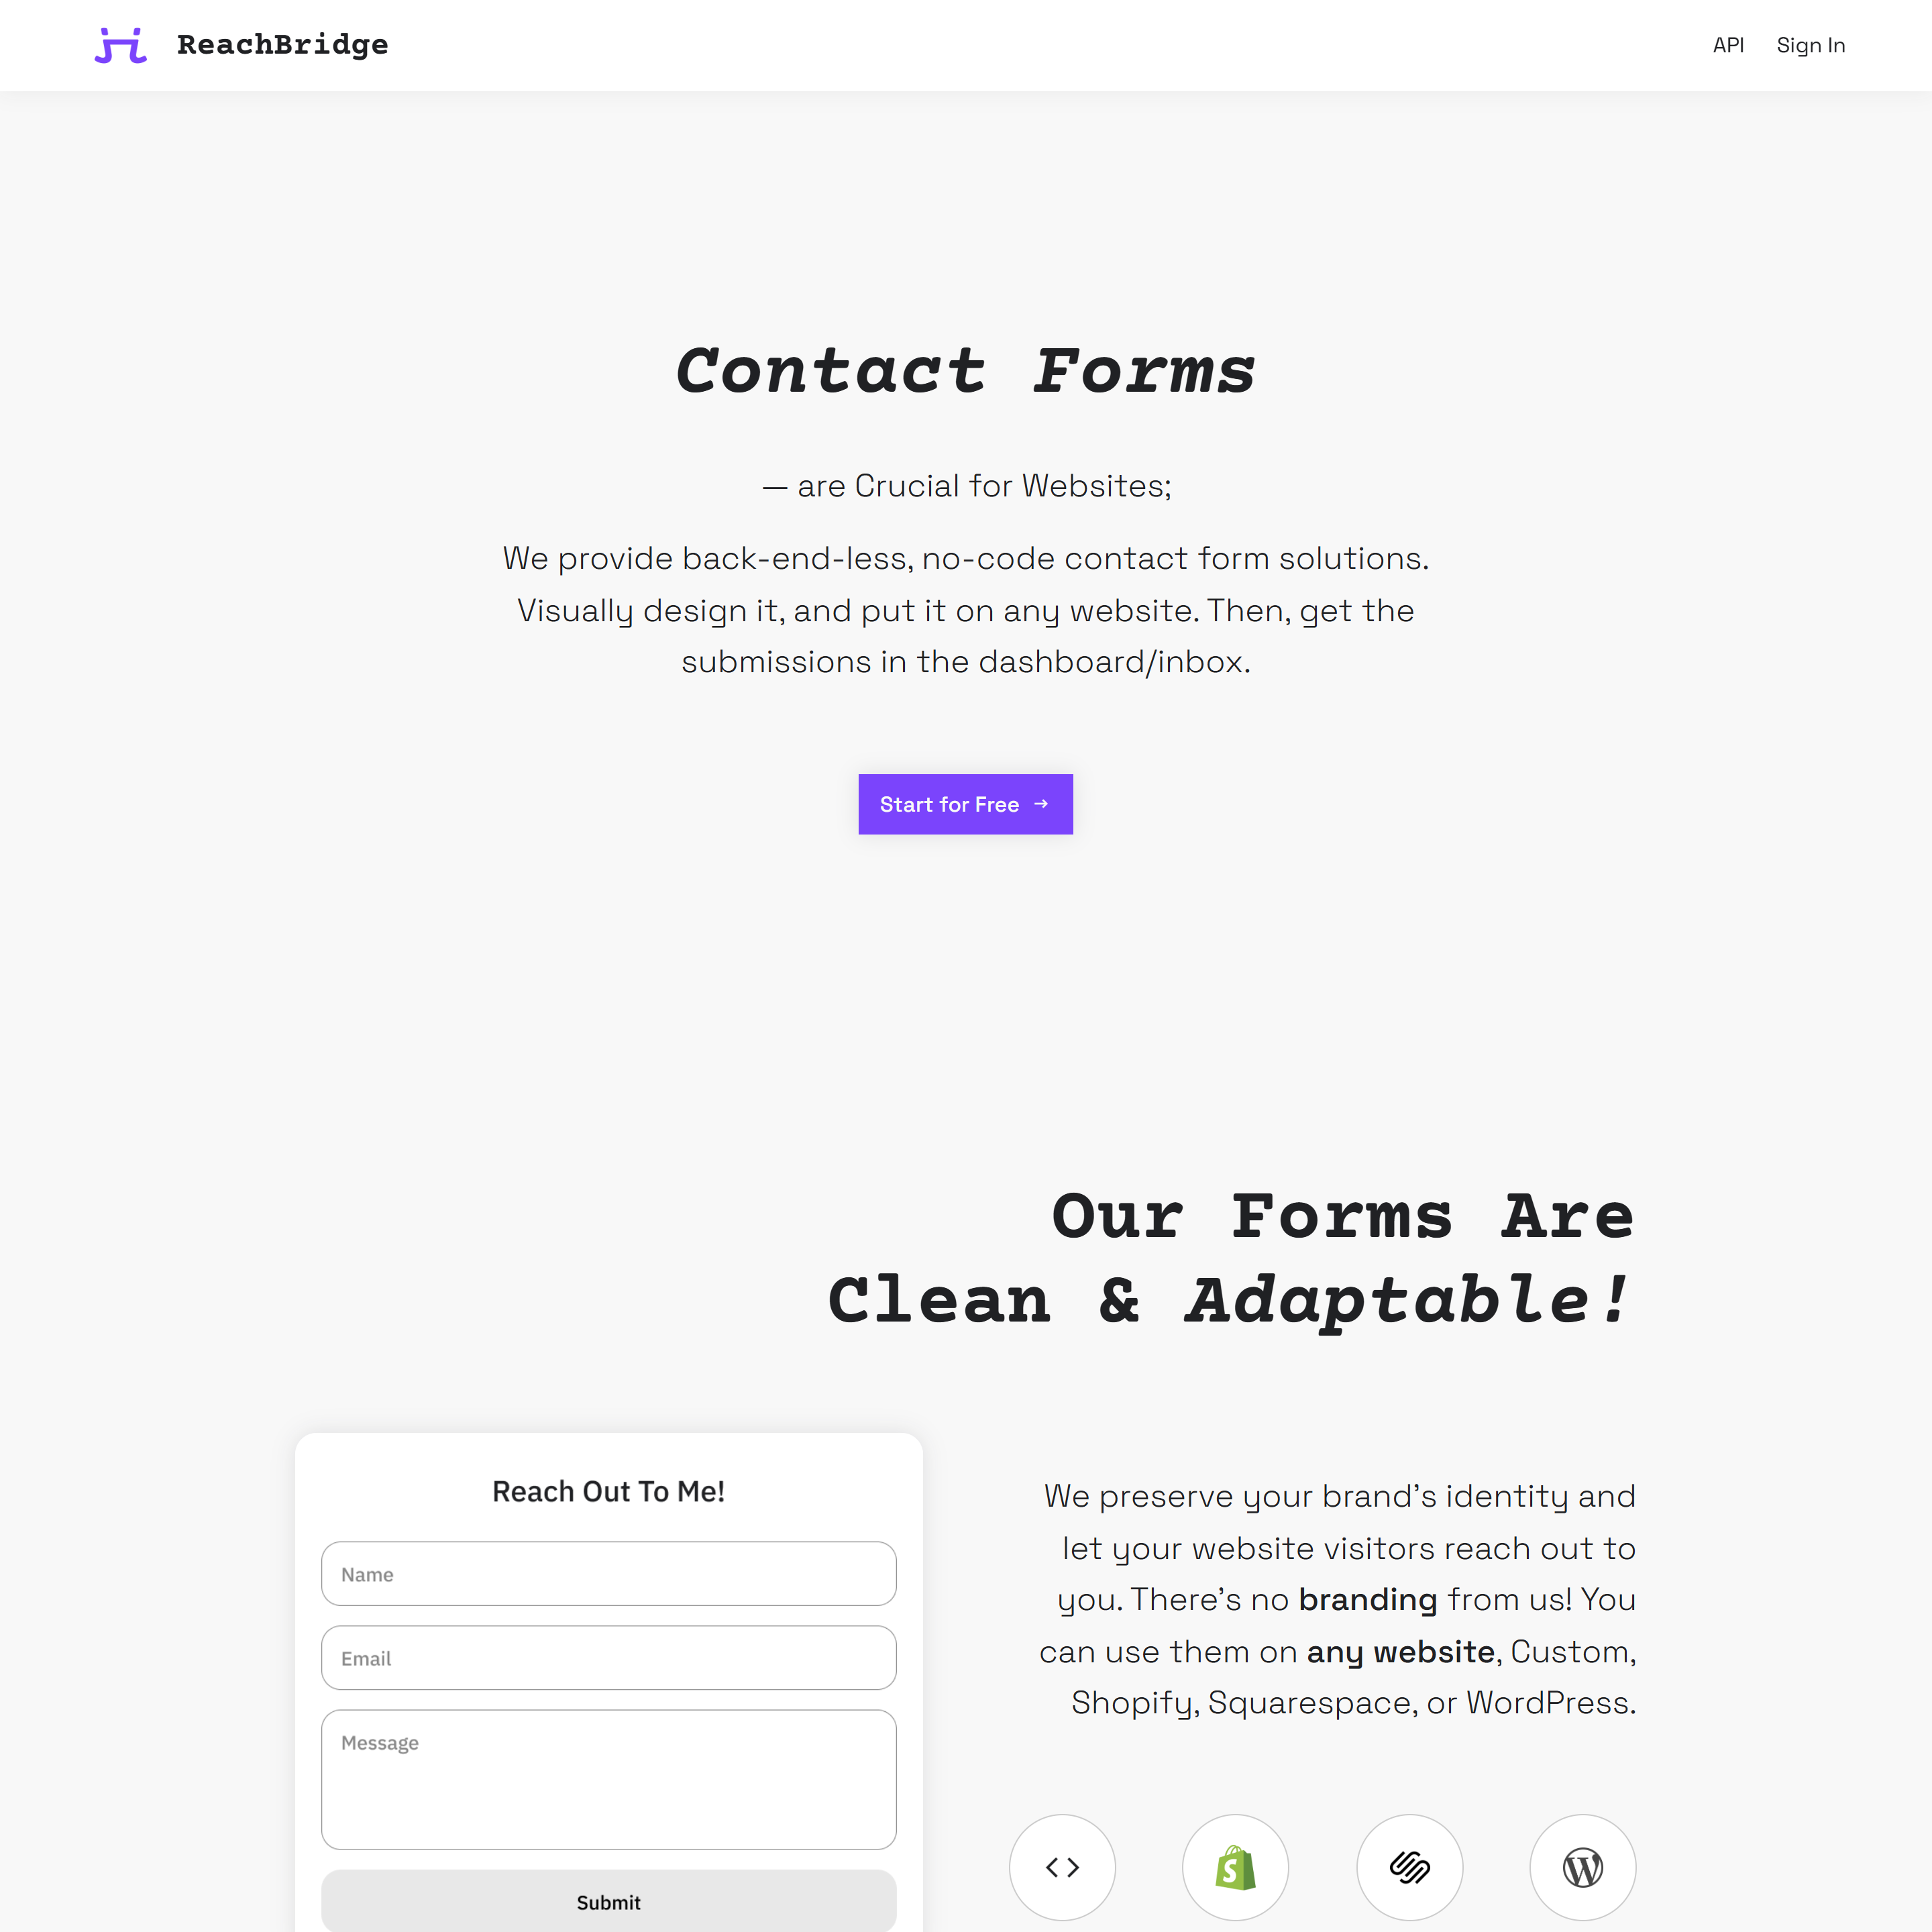 ReachBridge
API
Sign In
Contact Forms
— are Crucial for Websites;
We provide back-end-less, no-code contact form solutions.
Visually design it, and put it on any website. Then, get the
submissions in the dashboard/inbox.
Start for Free →
Our Forms Are
Clean & Adaptable!
Reach Out To Me!
Name
Email
Message
Submit
We preserve your brand’s identity and
let your website visitors reach out to
you. There’s no branding from us! You
can use them on any website, Custom,
Shopify, Squarespace, or WordPress.